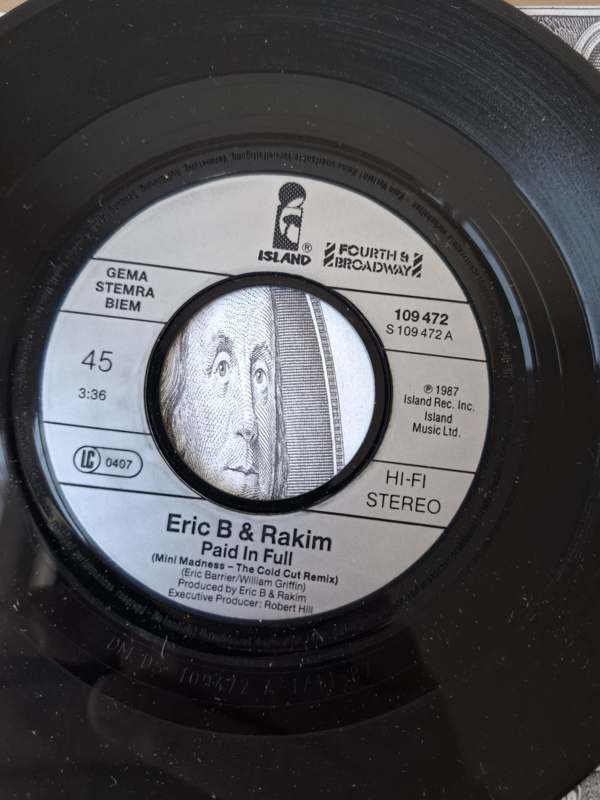 ISLAND ®
FOURTH &
BROADWAY
GEMA
STEMRA
BIEM
109 472
S 109 472 A
45
3:36
℗ 1987
Island Rec. Inc.
Island
Music Ltd.
LC 0407
HI-FI
STEREO
Eric B & Rakim
Paid In Full
(Mini Madness – The Cold Cut Remix)
(Eric Barrier/William Griffin)
Produced by Eric B & Rakim
Executive Producer: Robert Hill
109472 A